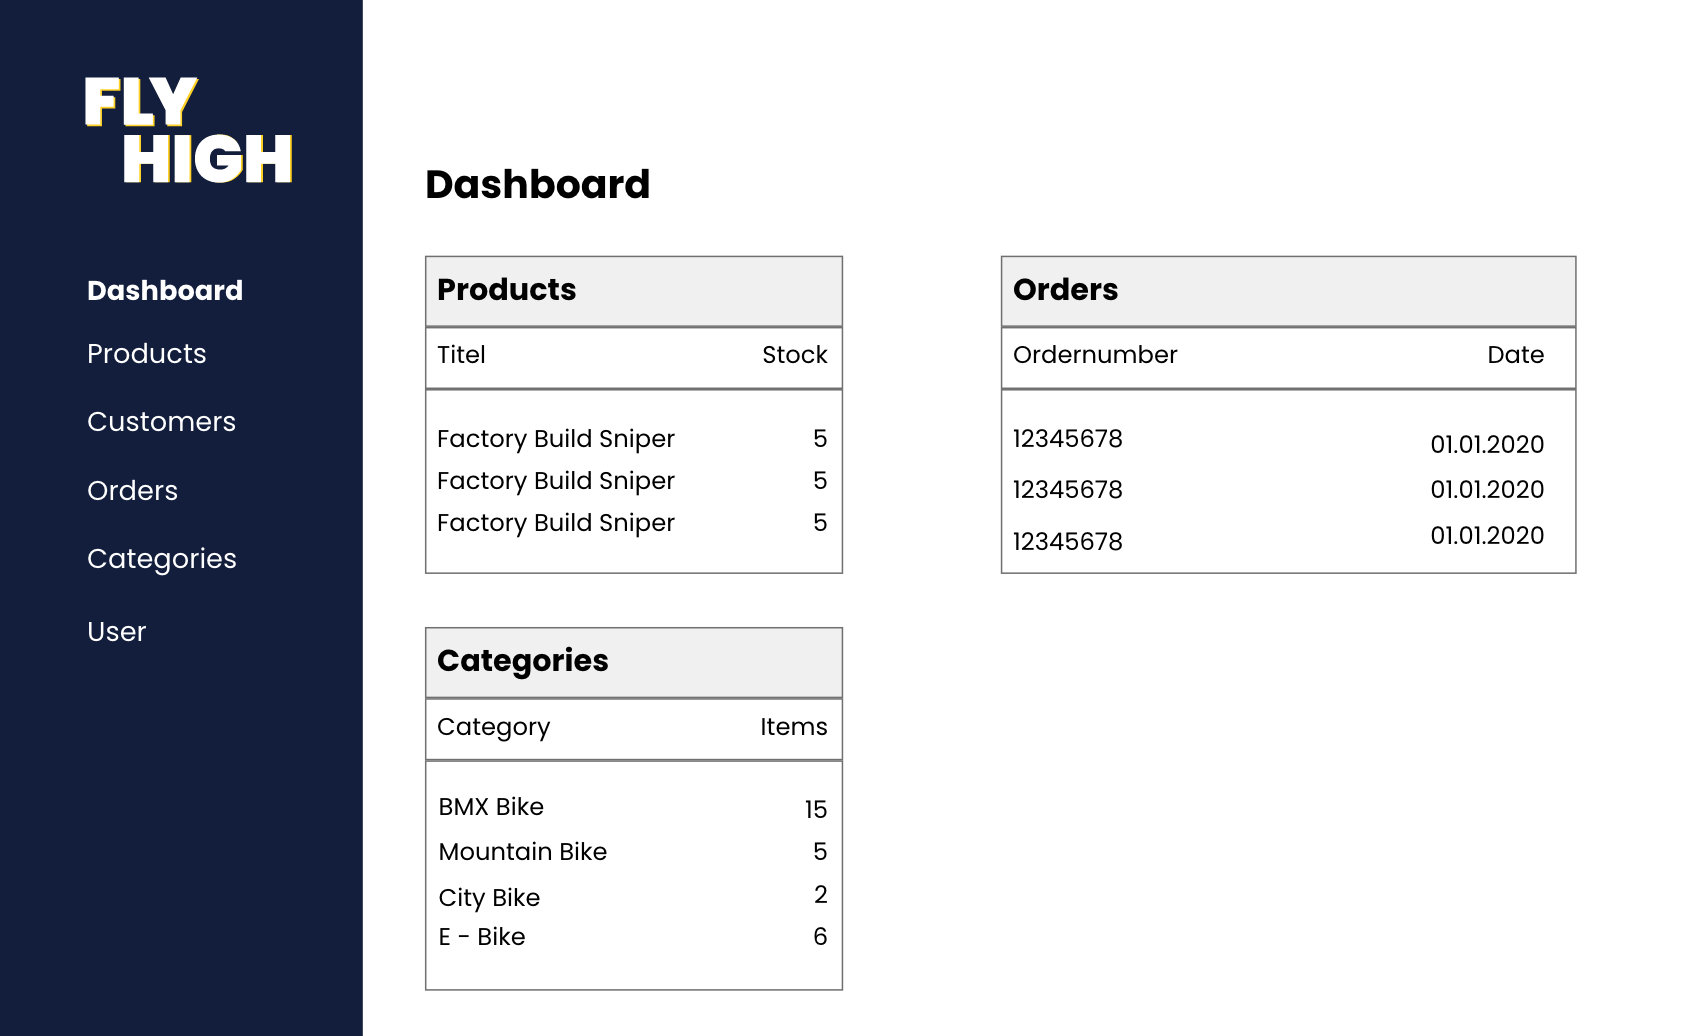 FLY
HIGH
Dashboard
Products
Customers
Orders
Categories
User
Dashboard
Products
Titel Stock
Factory Build Sniper 5
Factory Build Sniper 5
Factory Build Sniper 5
Orders
Ordernumber Date
12345678 01.01.2020
12345678 01.01.2020
12345678 01.01.2020
Categories
Category Items
BMX Bike 15
Mountain Bike 5
City Bike 2
E - Bike 6